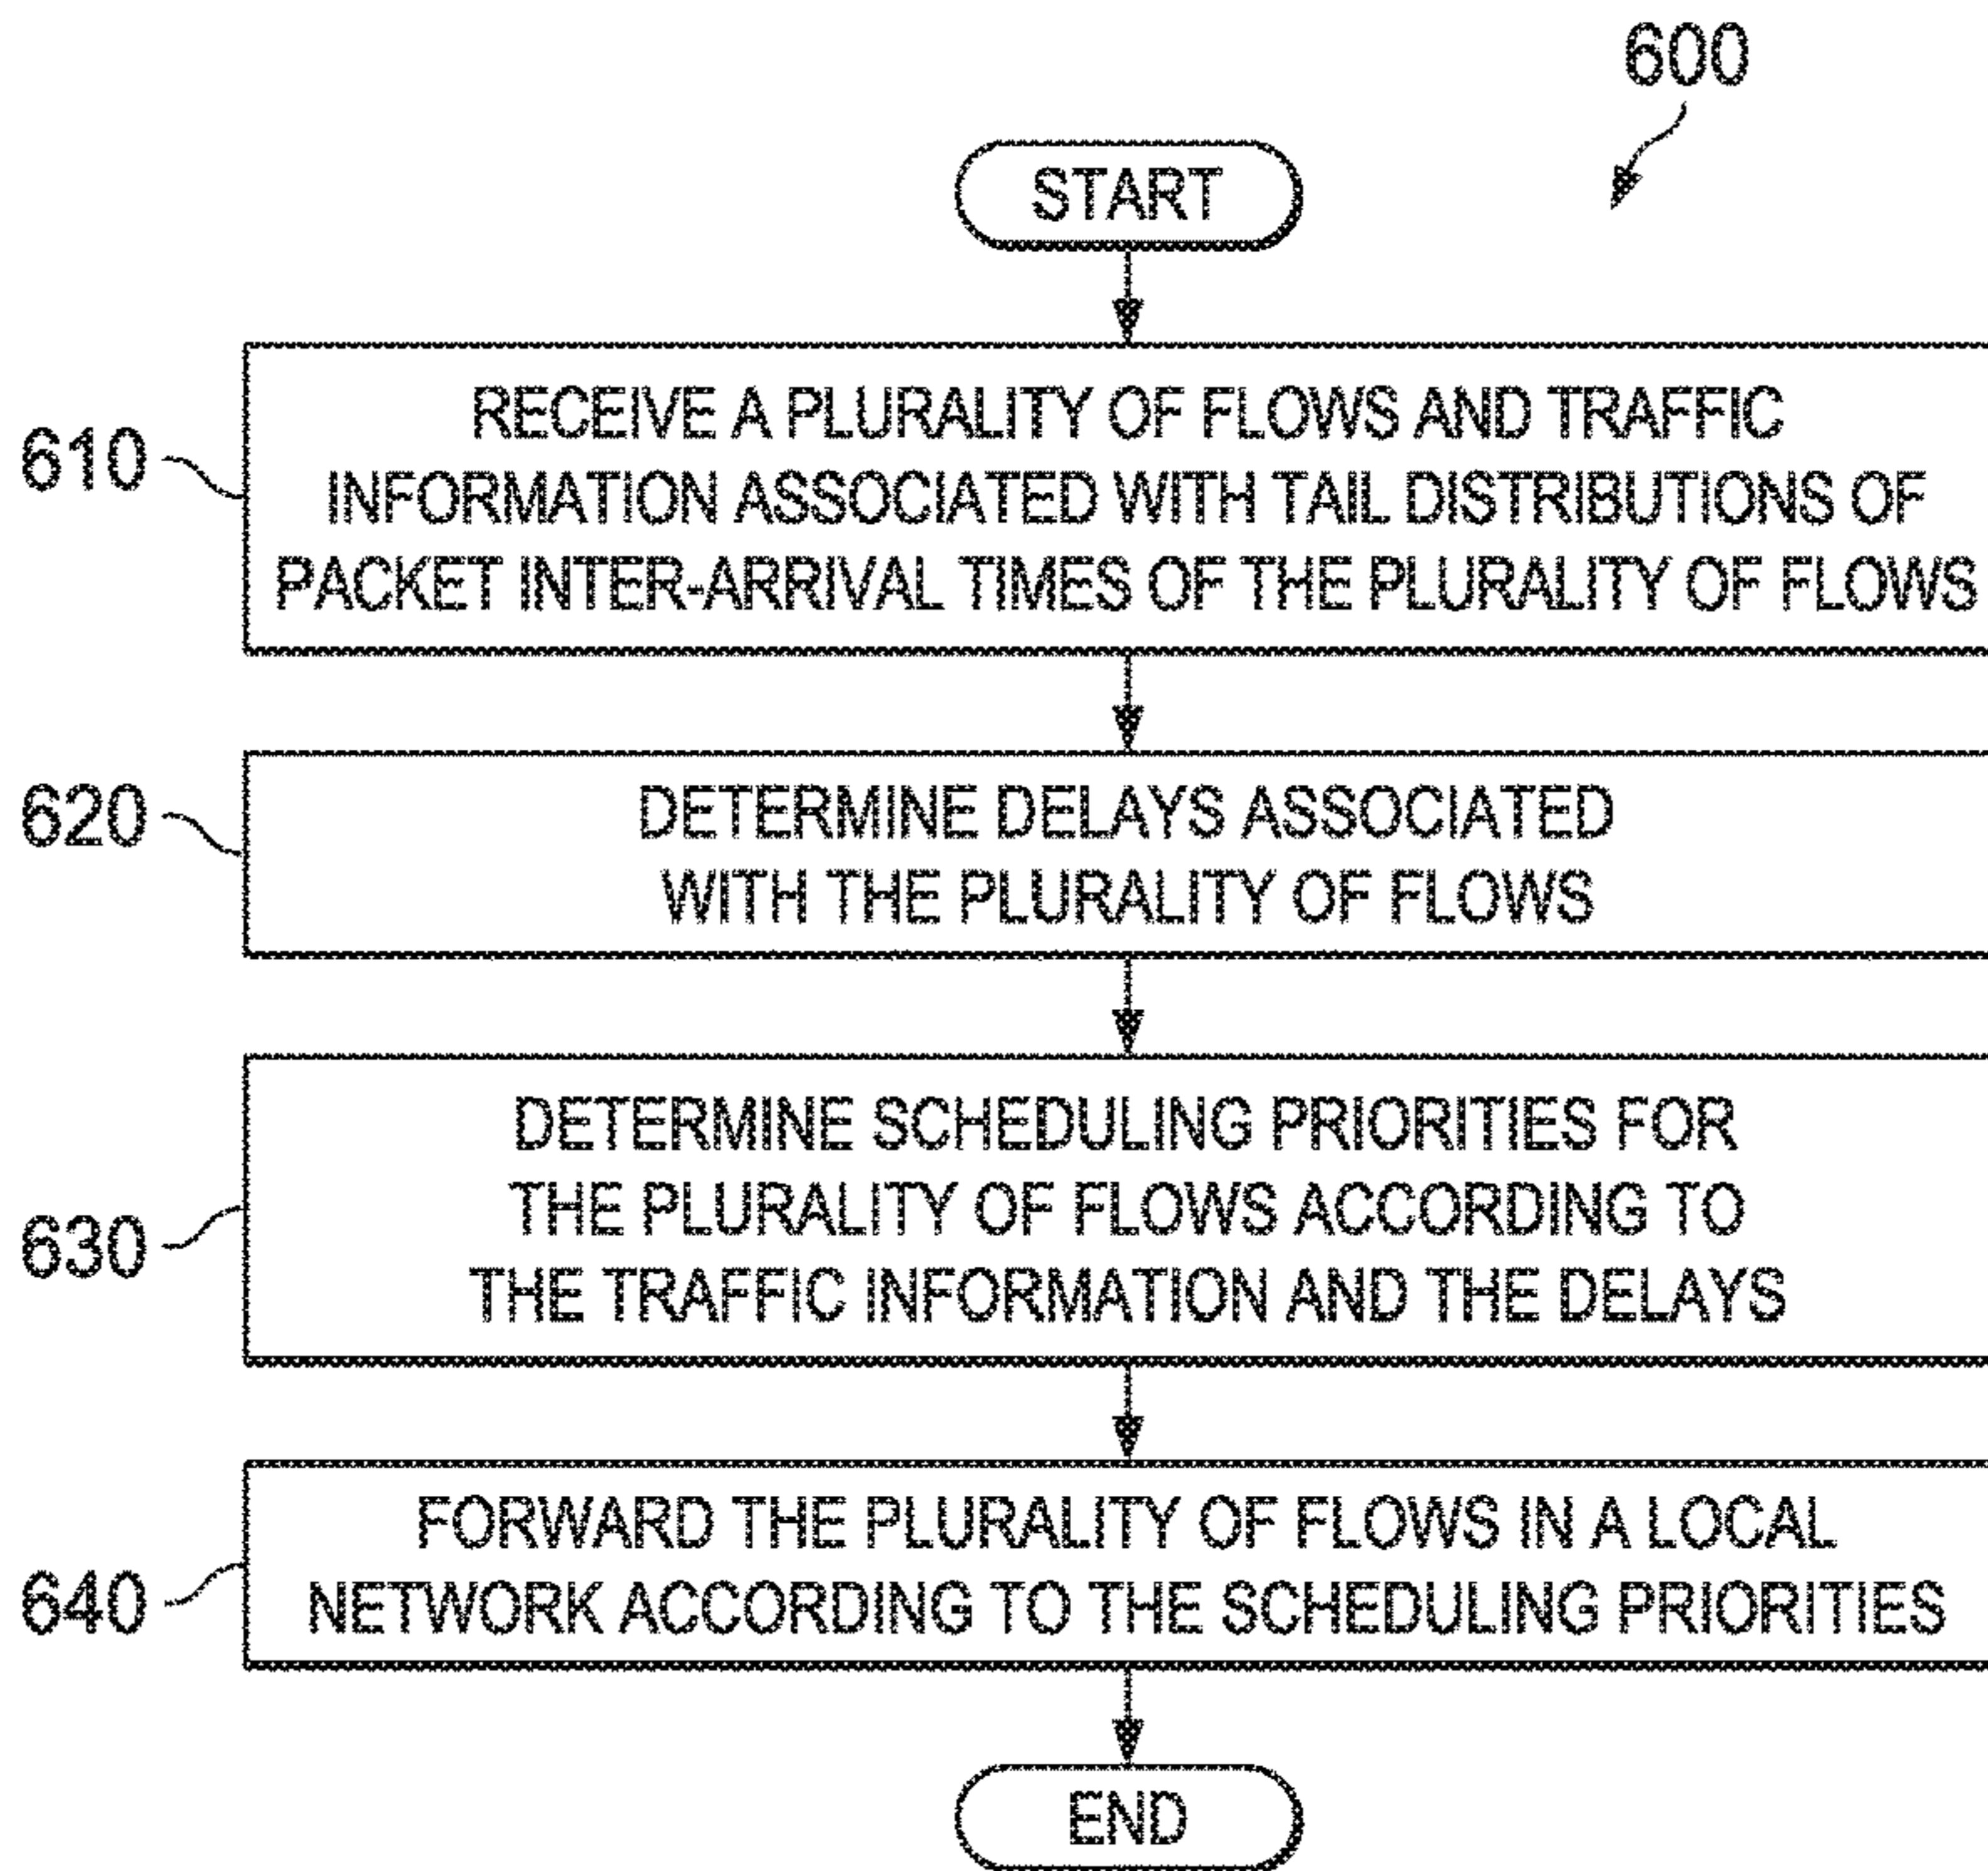 600
START
610
RECEIVE A PLURALITY OF FLOWS AND TRAFFIC
INFORMATION ASSOCIATED WITH TAIL DISTRIBUTIONS OF
PACKET INTER-ARRIVAL TIMES OF THE PLURALITY OF FLOWS
620
DETERMINE DELAYS ASSOCIATED
WITH THE PLURALITY OF FLOWS
630
DETERMINE SCHEDULING PRIORITIES FOR
THE PLURALITY OF FLOWS ACCORDING TO
THE TRAFFIC INFORMATION AND THE DELAYS
640
FORWARD THE PLURALITY OF FLOWS IN A LOCAL
NETWORK ACCORDING TO THE SCHEDULING PRIORITIES
END